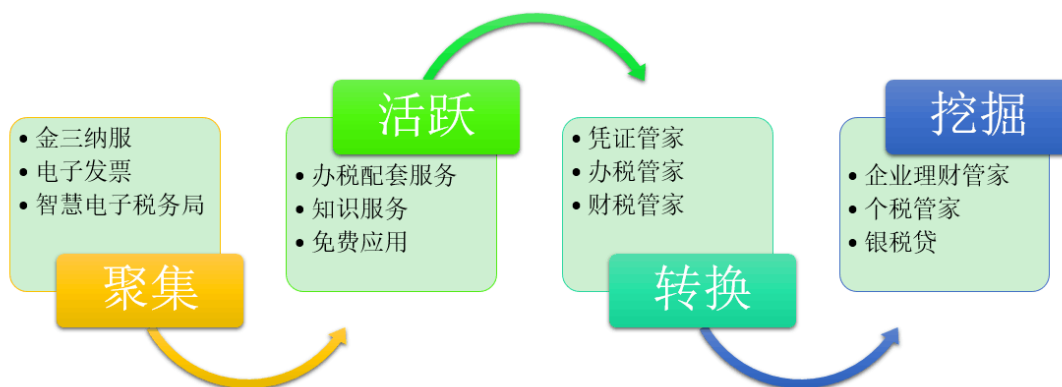 • 金三纳服
• 电子发票
• 智慧电子税务局
聚集
活跃
• 办税配套服务
• 知识服务
• 免费应用
• 凭证管家
• 办税管家
• 财税管家
转换
挖掘
• 企业理财管家
• 个税管家
• 银税贷